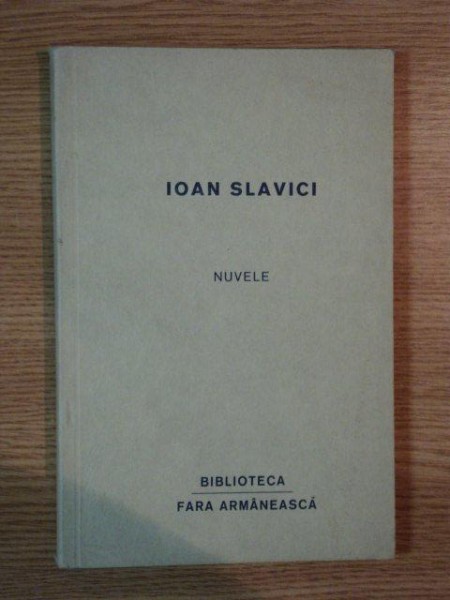 IOAN SLAVICI
NUVELE
BIBLIOTECA
FARA ARMÂNEASCĂ